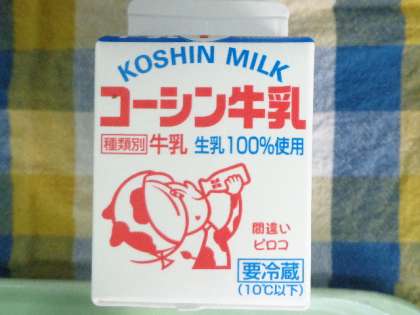 KOSHIN MILK
コーシン牛乳
種類別 牛乳 生乳100%使用
間違い
ピロコ
要冷蔵
(10℃以下)